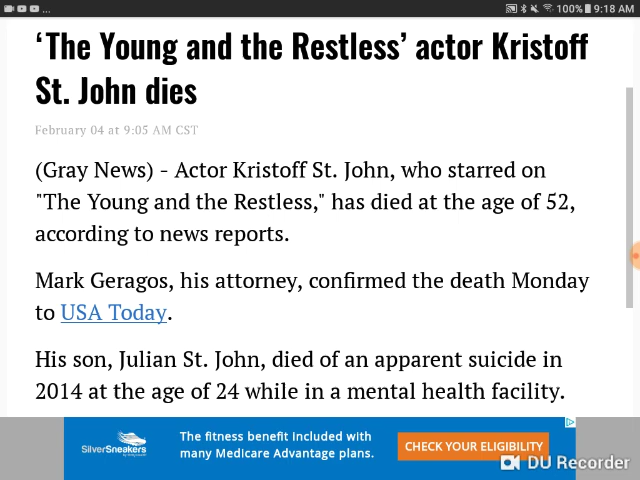 100% 9:18 AM
‘The Young and the Restless’ actor Kristoff
St. John dies
February 04 at 9:05 AM CST
(Gray News) - Actor Kristoff St. John, who starred on
"The Young and the Restless," has died at the age of 52,
according to news reports.
Mark Geragos, his attorney, confirmed the death Monday
to USA Today.
His son, Julian St. John, died of an apparent suicide in
2014 at the age of 24 while in a mental health facility.
SilverSneakers
The fitness benefit included with
many Medicare Advantage plans.
CHECK YOUR ELIGIBILITY
DU Recorder